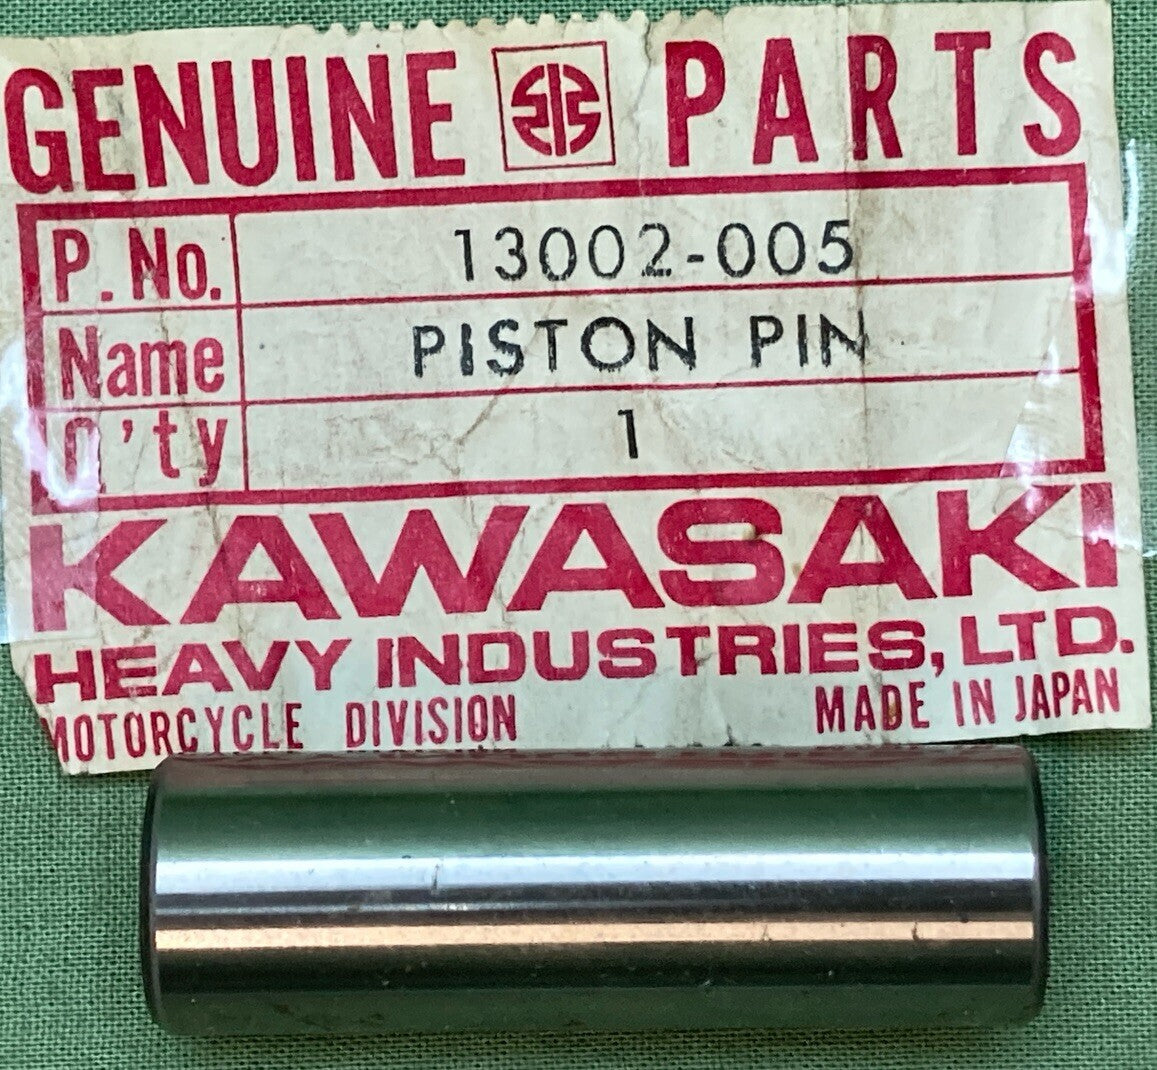 GENUINE PARTS
P. No. 13002-005
Name PISTON PIN
Q'ty 1
KAWASAKI
HEAVY INDUSTRIES, LTD.
MOTORCYCLE DIVISION MADE IN JAPAN